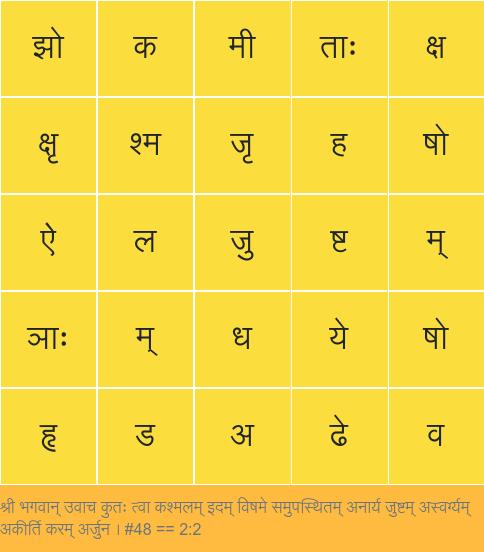 झो क मी ताः क्ष
क्षृ श्म जृ ह षो
ऐ ल जु ष्ट म्
ञाः म् ध ये षो
हृ ड अ ढे व
श्री भगवान् उवाच कुतः त्वा कश्मलम् इदम् विषमे समुपस्थितम् अनार्य जुष्टम् अस्वर्ग्यम्
अकीर्ति करम् अर्जुन । #48 == 2:2